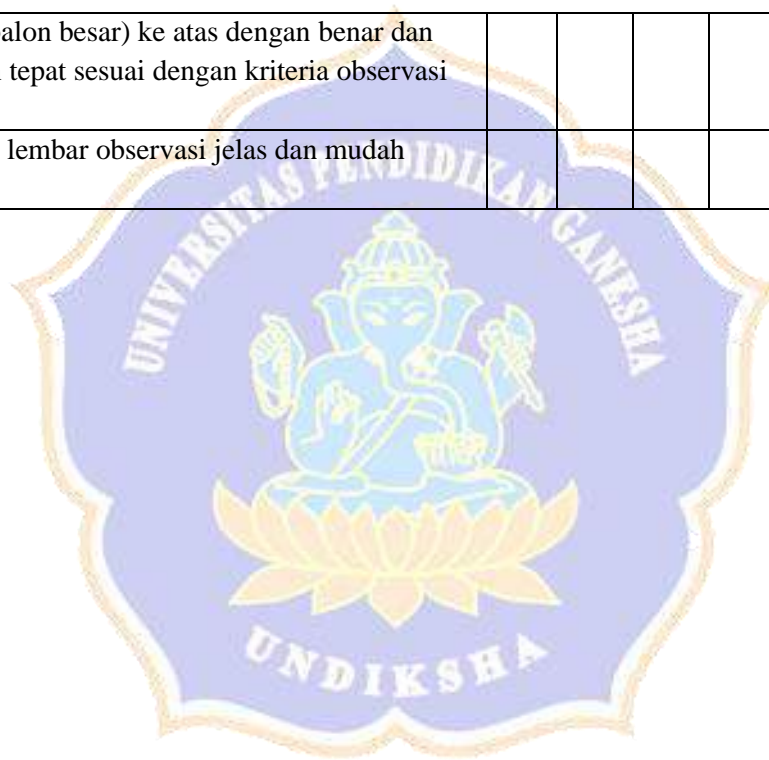 alon besar) ke atas dengan benar dan
tepat sesuai dengan kriteria observasi
lembar observasi jelas dan mudah
UNIVERSITAS PENDIDIKAN GANESHA
UNDIKSHA